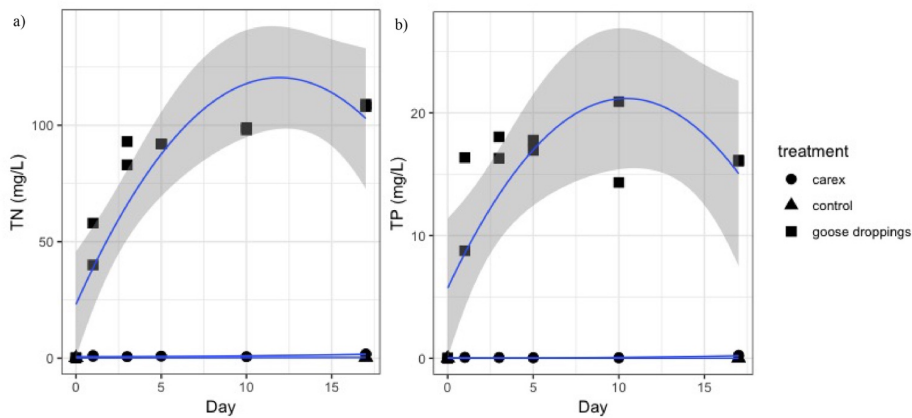 a)
TN (mg/L)
100
50
0
0 5 10 15
Day
b)
TP (mg/L)
20
10
0
0 5 10 15
Day
treatment
carex
control
goose droppings